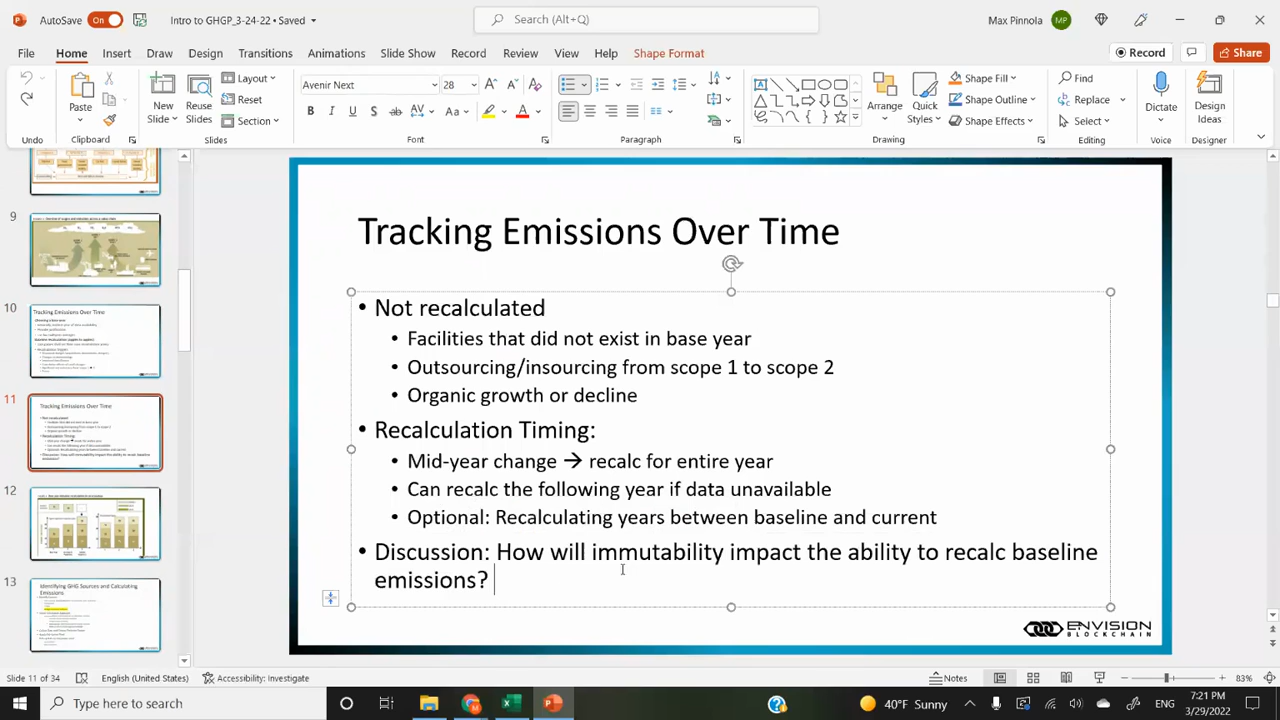 AutoSave On Intro to GHGP_3-24-22 • Saved Search (Alt+Q) Max Pinnola MP
File Home Insert Draw Design Transitions Animations Slide Show Record Review View Help Shape Format Record Share
Paste New Slide Reuse Slides Layout Reset Section Avenir Next 28 Arrange Quick Styles Shape Fill Shape Outline Shape Effects Find Replace Select Dictate Design Ideas
Undo Clipboard Slides Font Paragraph Drawing Editing Voice Designer
9
10
Tracking Emissions Over Time
11
Tracking Emissions Over Time
12
13
Identifying GHG Sources and Calculating
Emissions
Tracking Emissions Over Time
• Not recalculated
• Facilities that did not exist in base year
• Outsourcing/insourcing from scope 1 to scope 2
• Organic growth or decline
• Recalculation Timing:
• Mid-year change → recalc for entire year
• Can recalc the following year if data unavailable
• Optional: Recalculating years between baseline and current
• Discussion: How will immutability impact the ability to recalc baseline
emissions?
ENVISION
BLOCKCHAIN
Slide 11 of 34 English (United States) Accessibility: Investigate Notes 83%
Type here to search 40°F Sunny 7:21 PM
3/29/2022